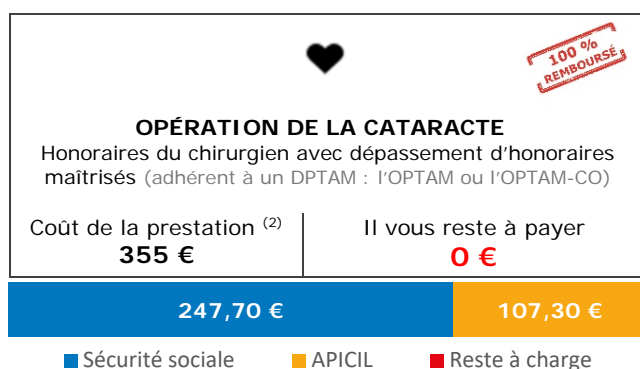 100 %
REMBOURSÉ
OPÉRATION DE LA CATARACTE
Honoraires du chirurgien avec dépassement d'honoraires
maîtrisés (adhérent à un DPTAM : l'OPTAM ou l'OPTAM-CO)
Coût de la prestation (2)
355 €
Il vous reste à payer
0 €
247,70 €
107,30 €
Sécurité sociale
APICIL
Reste à charge